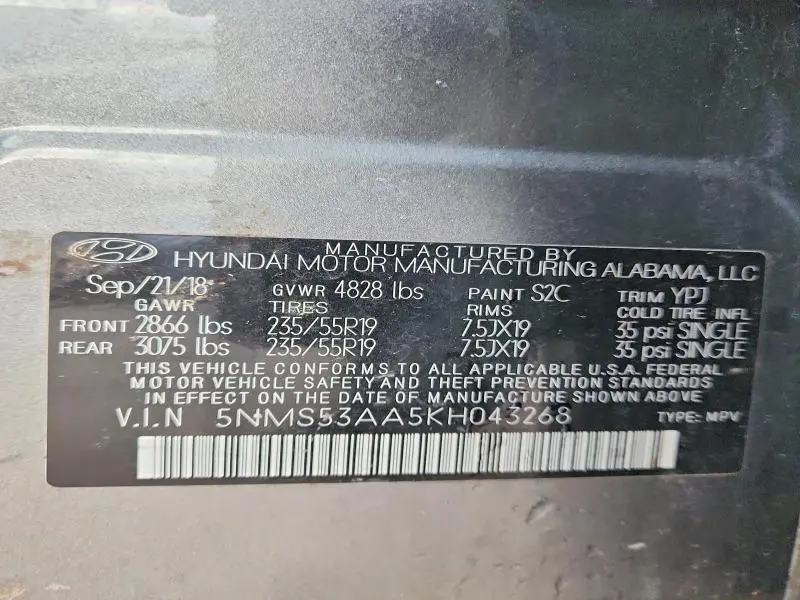 MANUFACTURED BY
HYUNDAI MOTOR MANUFACTURING ALABAMA, LLC
Sep/21/18 GVWR 4828 lbs PAINT S2C TRIM YPJ
GAWR TIRES RIMS COLD TIRE INFL
FRONT 2866 lbs 235/55R19 7.5JX19 35 psi SINGLE
REAR 3075 lbs 235/55R19 7.5JX19 35 psi SINGLE
THIS VEHICLE CONFORMS TO ALL APPLICABLE U.S.A. FEDERAL
MOTOR VEHICLE SAFETY AND THEFT PREVENTION STANDARDS
IN EFFECT ON THE DATE OF MANUFACTURE SHOWN ABOVE.
V.I.N 5NMS53AA5KH043268 TYPE: MPV